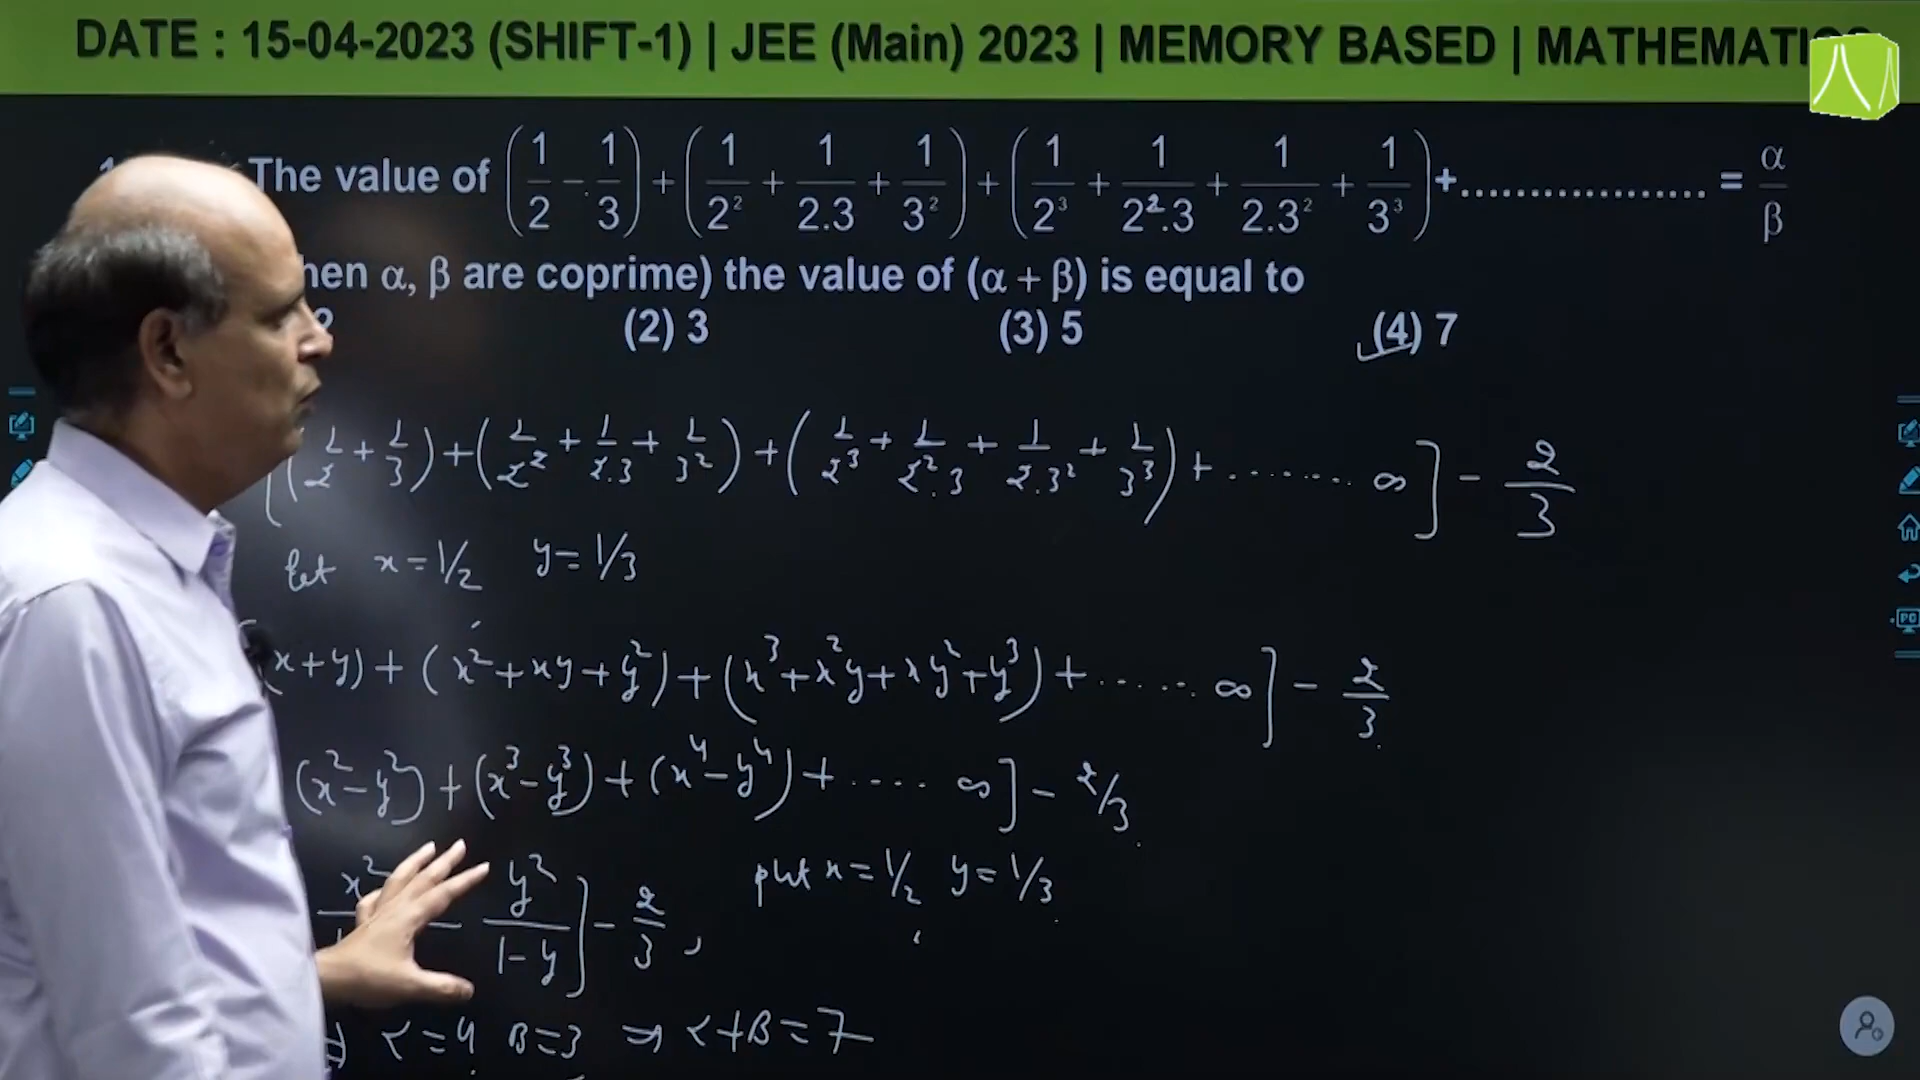 DATE : 15-04-2023 (SHIFT-1) | JEE (Main) 2023 | MEMORY BASED | MATHEMATIC
The value of (1/2 - 1/3) + (1/2² + 1/2.3 + 1/3²) + (1/2³ + 1/2².3 + 1/2.3² + 1/3³) + .................. = α/β
hen α, β are coprime) the value of (α + β) is equal to
2 (2) 3 (3) 5 (4) 7
[(1/2 + 1/3) + (1/2² + 1/2.3 + 1/3²) + (1/2³ + 1/2².3 + 1/2.3² + 1/3³) + ........ ∞] - 2/3
let x = 1/2 y = 1/3
(x+y) + (x² + xy + y²) + (x³ + x²y + xy² + y³) + ...... ∞] - 2/3
(x² - y²) + (x³ - y³) + (x⁴ - y⁴) + ..... ∞] - 2/3
x² - y²/1-y] - 2/3, put x = 1/2 y = 1/3
α = 4 β = 3 ⇒ α + β = 7
PC